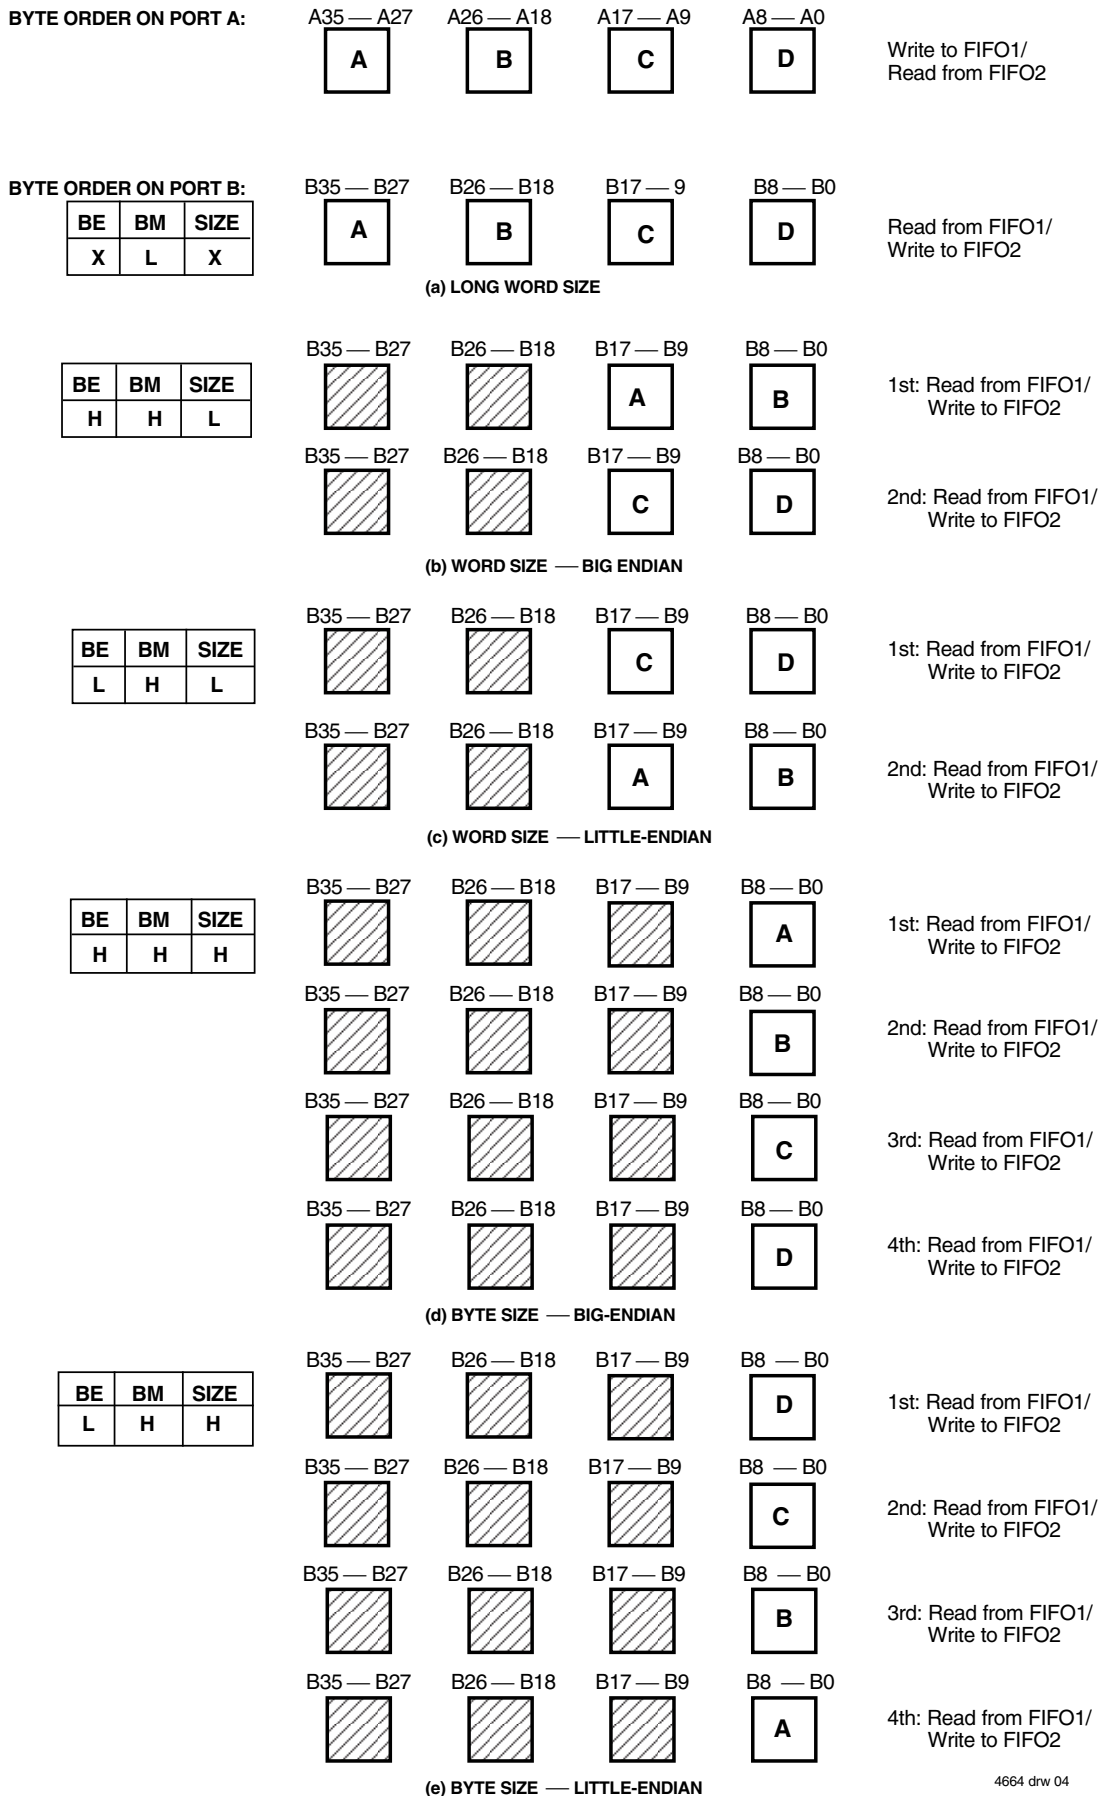 BYTE ORDER ON PORT A:
A35 — A27 A26 — A18 A17 — A9 A8 — A0
A B C D
Write to FIFO1/
Read from FIFO2
BYTE ORDER ON PORT B:
B35 — B27 B26 — B18 B17 — 9 B8 — B0
BE BM SIZE
X L X
A B C D
Read from FIFO1/
Write to FIFO2
(a) LONG WORD SIZE
B35 — B27 B26 — B18 B17 — B9 B8 — B0
BE BM SIZE
H H L
A B
1st: Read from FIFO1/
Write to FIFO2
B35 — B27 B26 — B18 B17 — B9 B8 — B0
C D
2nd: Read from FIFO1/
Write to FIFO2
(b) WORD SIZE — BIG ENDIAN
B35 — B27 B26 — B18 B17 — B9 B8 — B0
BE BM SIZE
L H L
C D
1st: Read from FIFO1/
Write to FIFO2
B35 — B27 B26 — B18 B17 — B9 B8 — B0
A B
2nd: Read from FIFO1/
Write to FIFO2
(c) WORD SIZE — LITTLE-ENDIAN
B35 — B27 B26 — B18 B17 — B9 B8 — B0
BE BM SIZE
H H H
A
1st: Read from FIFO1/
Write to FIFO2
B35 — B27 B26 — B18 B17 — B9 B8 — B0
B
2nd: Read from FIFO1/
Write to FIFO2
B35 — B27 B26 — B18 B17 — B9 B8 — B0
C
3rd: Read from FIFO1/
Write to FIFO2
B35 — B27 B26 — B18 B17 — B9 B8 — B0
D
4th: Read from FIFO1/
Write to FIFO2
(d) BYTE SIZE — BIG-ENDIAN
B35 — B27 B26 — B18 B17 — B9 B8 — B0
BE BM SIZE
L H H
D
1st: Read from FIFO1/
Write to FIFO2
B35 — B27 B26 — B18 B17 — B9 B8 — B0
C
2nd: Read from FIFO1/
Write to FIFO2
B35 — B27 B26 — B18 B17 — B9 B8 — B0
B
3rd: Read from FIFO1/
Write to FIFO2
B35 — B27 B26 — B18 B17 — B9 B8 — B0
A
4th: Read from FIFO1/
Write to FIFO2
(e) BYTE SIZE — LITTLE-ENDIAN
4664 drw 04